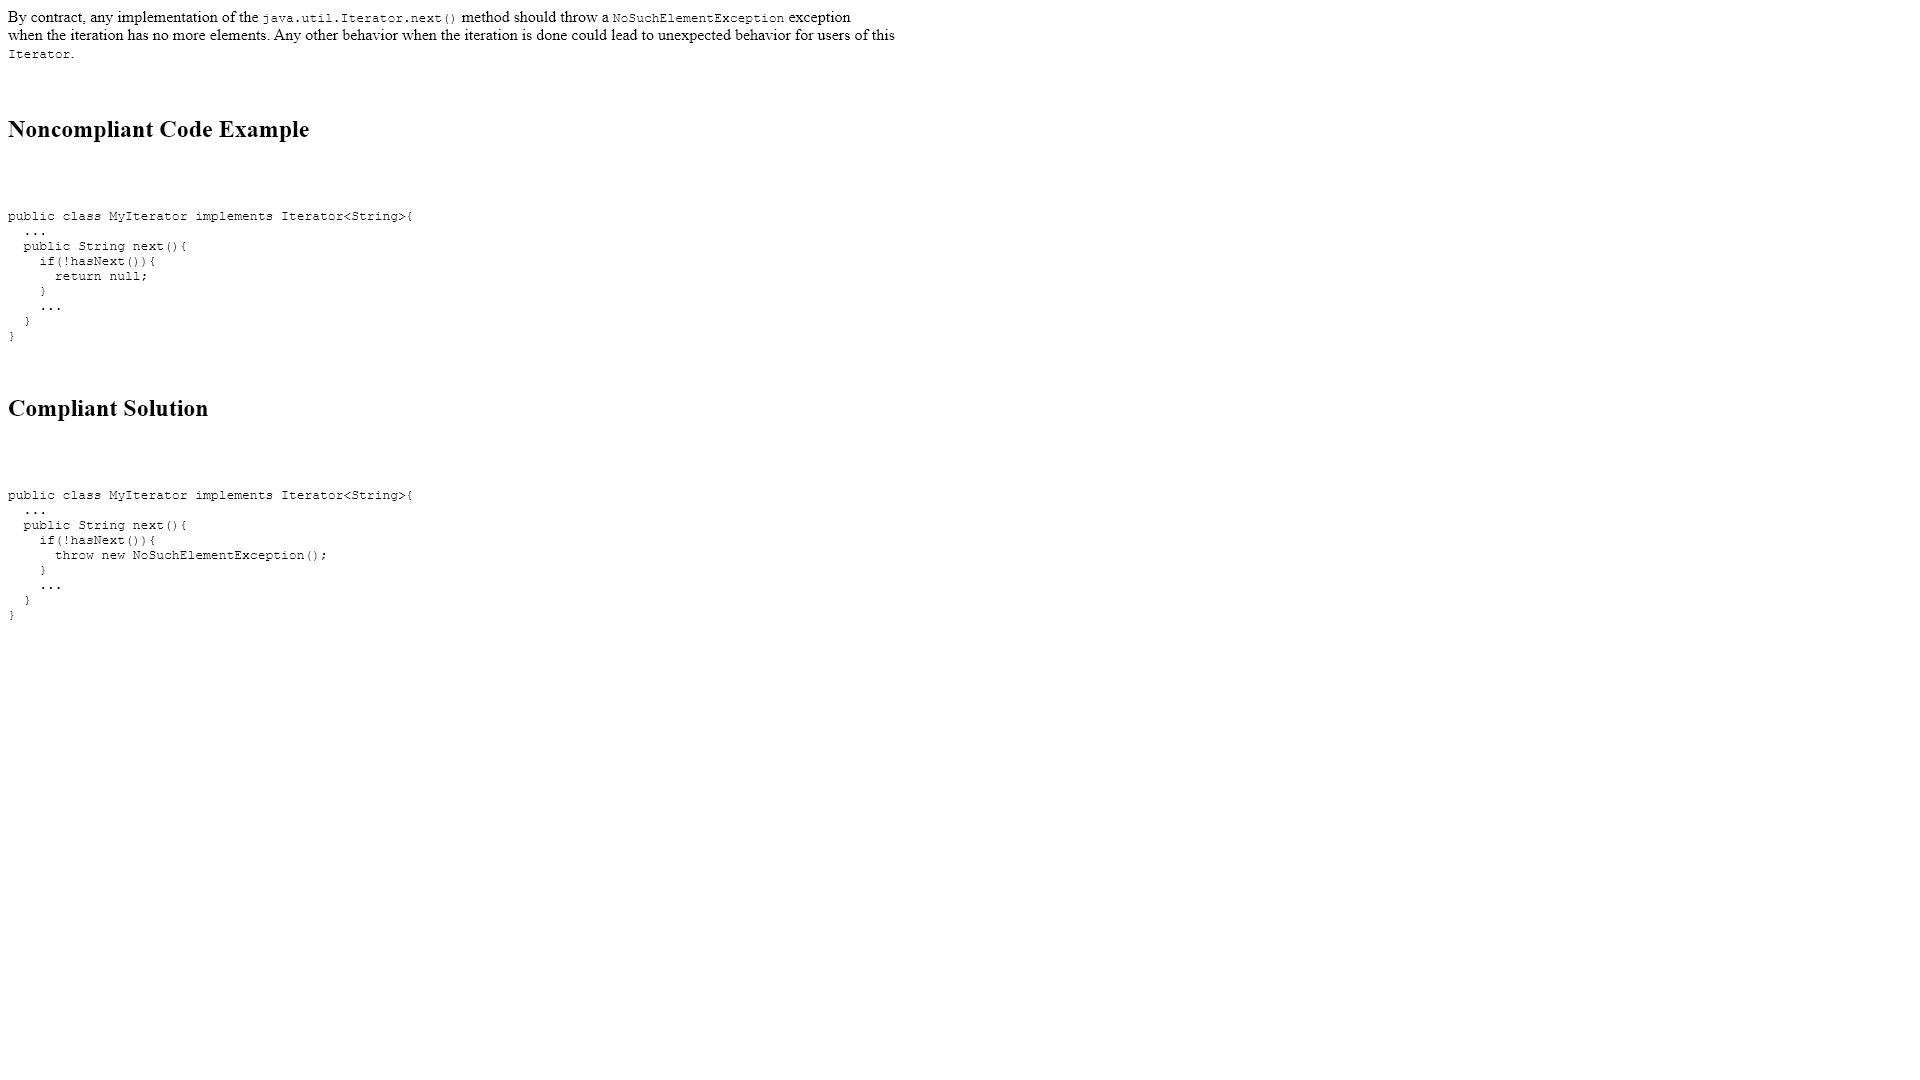 By contract, any implementation of the java.util.Iterator.next() method should throw a NoSuchElementException exception
when the iteration has no more elements. Any other behavior when the iteration is done could lead to unexpected behavior for users of this
Iterator.
Noncompliant Code Example
public class MyIterator implements Iterator<String>{
  ...
  public String next(){
    if(!hasNext()){
      return null;
    }
    ...
  }
}
Compliant Solution
public class MyIterator implements Iterator<String>{
  ...
  public String next(){
    if(!hasNext()){
      throw new NoSuchElementException();
    }
    ...
  }
}